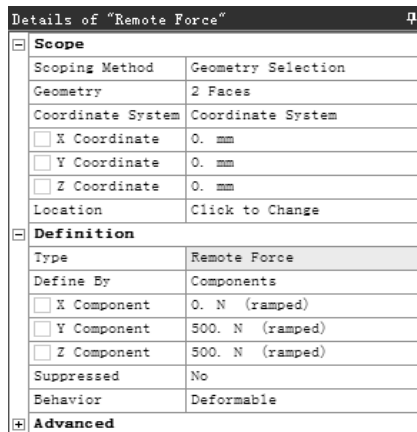 Details of "Remote Force"
Scope
Scoping Method Geometry Selection
Geometry 2 Faces
Coordinate System Coordinate System
X Coordinate 0. mm
Y Coordinate 0. mm
Z Coordinate 0. mm
Location Click to Change
Definition
Type Remote Force
Define By Components
X Component 0. N (ramped)
Y Component 500. N (ramped)
Z Component 500. N (ramped)
Suppressed No
Behavior Deformable
Advanced